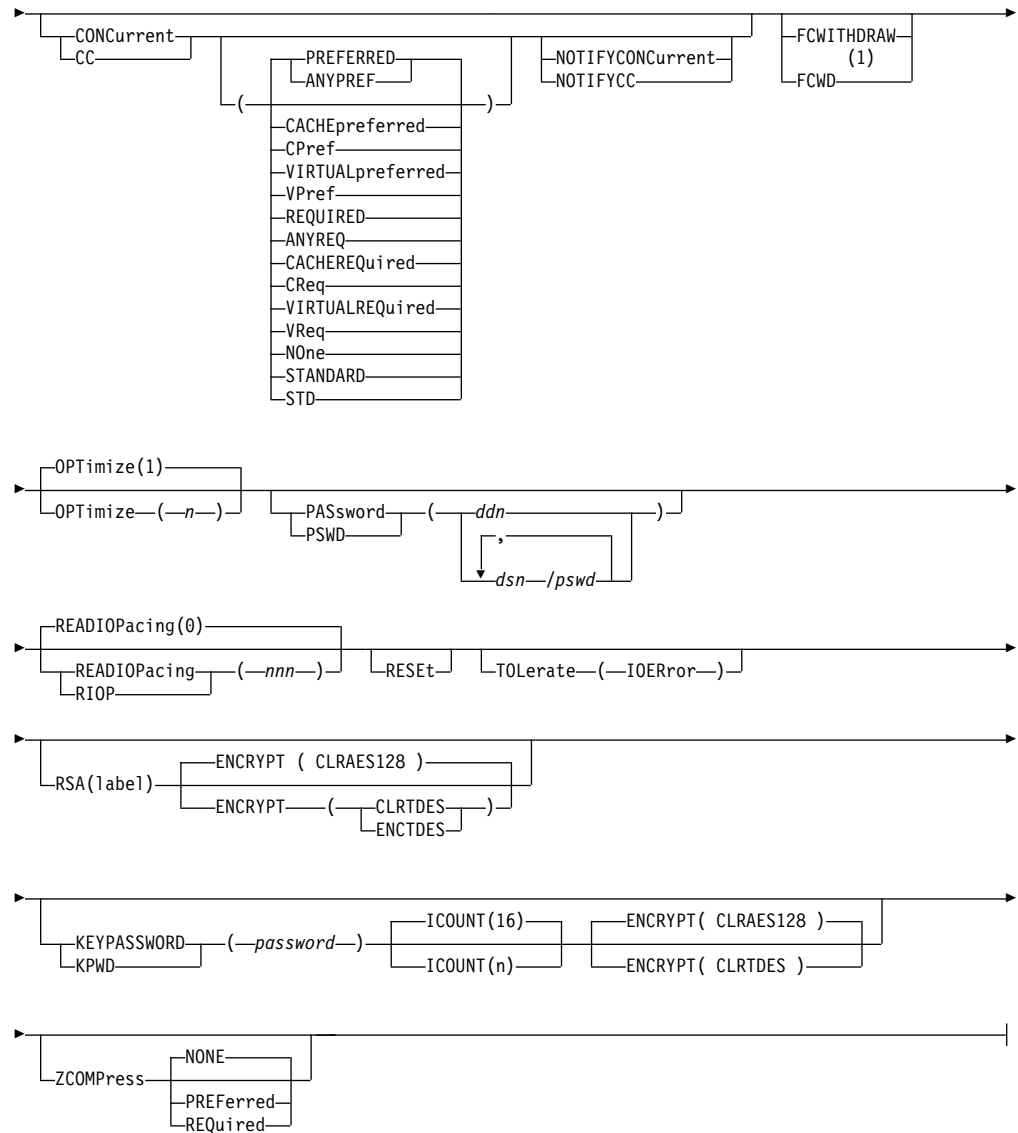 CONCurrent
CC
(
PREFERRED
ANYPREF
CACHEpreferred
CPref
VIRTUALpreferred
VPref
REQUIRED
ANYREQ
CACHEREQuired
CReq
VIRTUALREQuired
VReq
NOne
STANDARD
STD
)
NOTIFYCONCurrent
NOTIFYCC
FCWITHDRAW
(1)
FCWD
OPTimize(1)
OPTimize ( n )
PASsword ( ddn )
PSWD
,
dsn /pswd
READIOPacing(0)
READIOPacing ( nnn )
RIOP
RESEt
TOLerate ( IOERror )
RSA(label)
ENCRYPT ( CLRAES128 )
ENCRYPT ( CLRTDES )
ENCTDES
KEYPASSWORD ( password )
KPWD
ICOUNT(16)
ICOUNT(n)
ENCRYPT( CLRAES128 )
ENCRYPT( CLRTDES )
ZCOMPress
NONE
PREFerred
REQuired